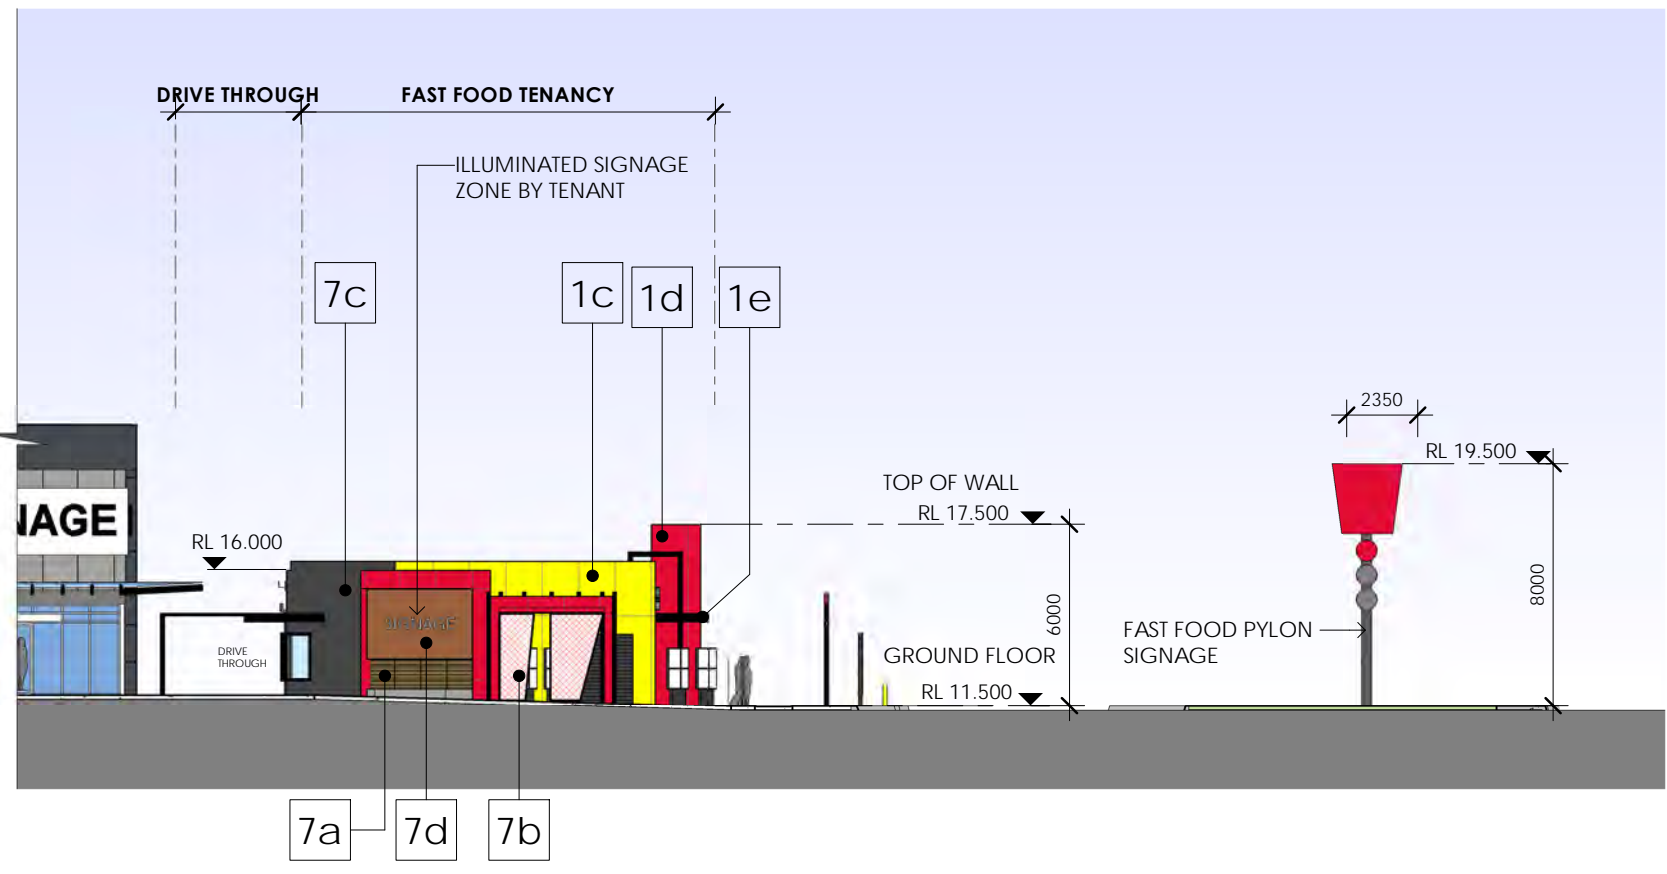 DRIVE THROUGH
FAST FOOD TENANCY
ILLUMINATED SIGNAGE
ZONE BY TENANT
7c
1c
1d
1e
2350
RL 19.500
TOP OF WALL
RL 17.500
NAGE
RL 16.000
SIGNAGE
6000
8000
FAST FOOD PYLON
SIGNAGE
DRIVE
THROUGH
GROUND FLOOR
RL 11.500
7a
7d
7b